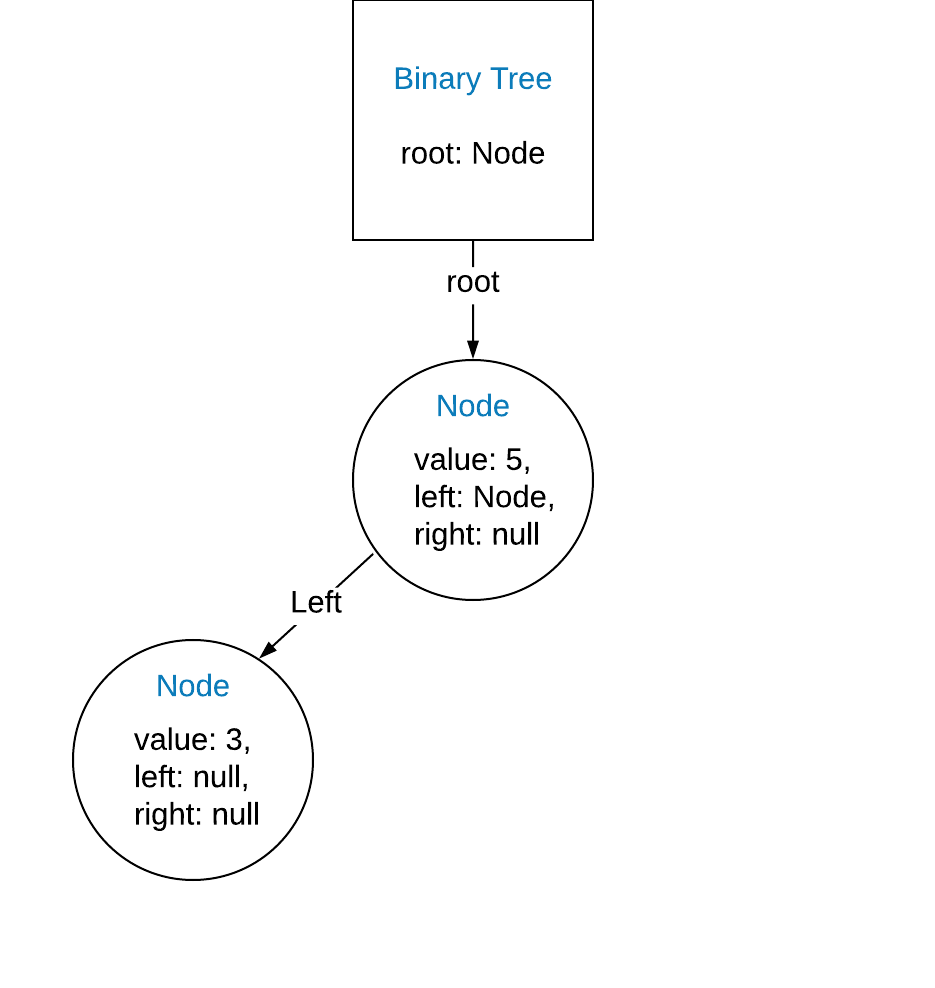 Binary Tree
root: Node
root
Node
value: 5,
left: Node,
right: null
Left
Node
value: 3,
left: null,
right: null